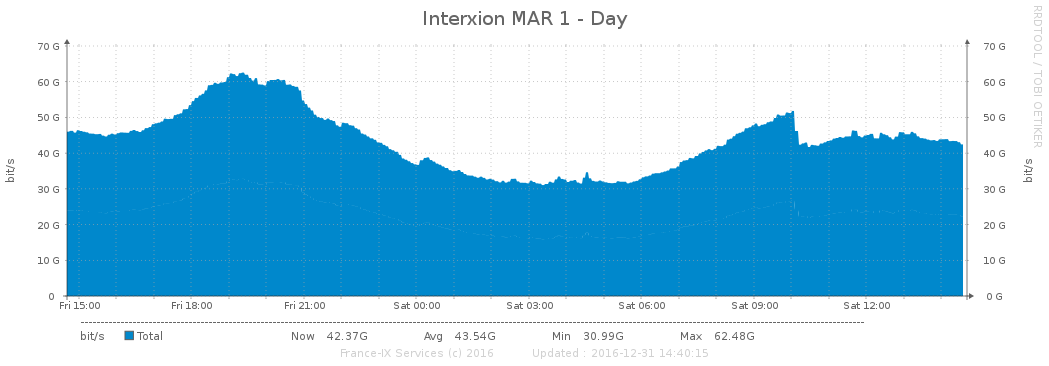 Interxion MAR 1 - Day
RRDTOOL / TOBI OETIKER
bit/s
bit/s
70 G 70 G
60 G 60 G
50 G 50 G
40 G 40 G
30 G 30 G
20 G 20 G
10 G 10 G
0 0 G
Fri 15:00 Fri 18:00 Fri 21:00 Sat 00:00 Sat 03:00 Sat 06:00 Sat 09:00 Sat 12:00
bit/s Total Now 42.37G Avg 43.54G Min 30.99G Max 62.48G
France-IX Services (c) 2016 Updated : 2016-12-31 14:40:15